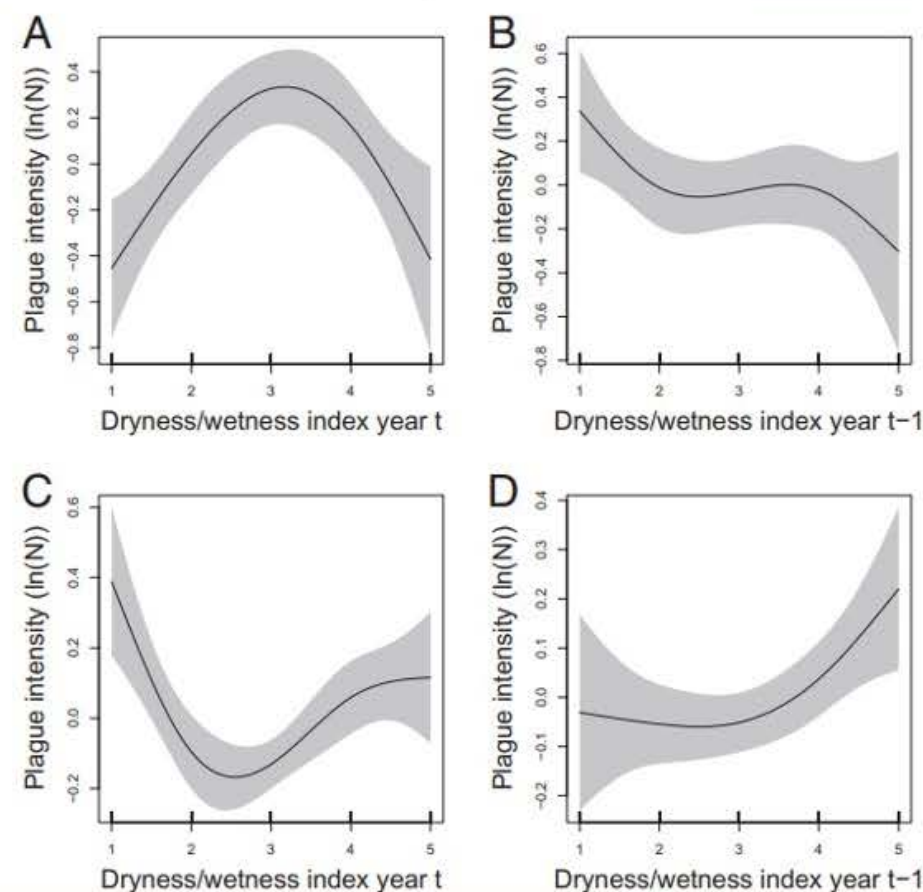 A
Plague intensity (ln(N))
0.4
0.2
0.0
−0.2
−0.4
−0.6
−0.8
1 2 3 4 5
Dryness/wetness index year t
B
Plague intensity (ln(N))
0.6
0.4
0.2
0.0
−0.2
−0.4
−0.6
−0.8
1 2 3 4 5
Dryness/wetness index year t−1
C
Plague intensity (ln(N))
0.6
0.4
0.2
0.0
−0.2
1 2 3 4 5
Dryness/wetness index year t
D
Plague intensity (ln(N))
0.4
0.3
0.2
0.1
0.0
−0.1
−0.2
1 2 3 4 5
Dryness/wetness index year t−1